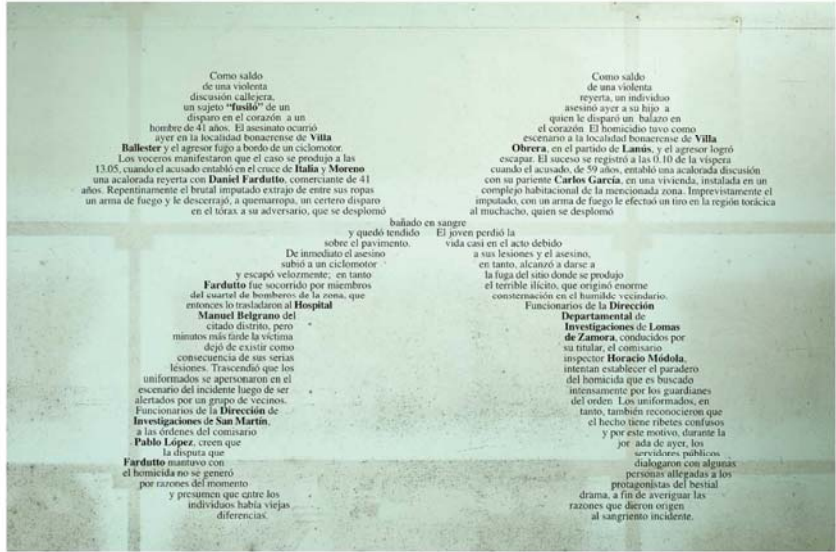 Como saldo
de una violenta
discusión callejera,
un sujeto "fusiló" de un
disparo en el corazón a un
hombre de 41 años. El asesinato ocurrió
ayer en la localidad bonaerense de Villa
Ballester y el agresor fugó a bordo de un ciclomotor.
Los voceros manifestaron que el caso se produjo a las
13.05, cuando el acusado entabló en el cruce de Italia y Moreno
una acalorada reyerta con Daniel Fardutto, comerciante de 41
años. Repentinamente el brutal imputado extrajo de entre sus ropas
un arma de fuego y le descerrajó, a quemarropa, un certero disparo
en el tórax a su adversario, que se desplomó
Como saldo
de una violenta
reyerta, un individuo
asesinó ayer a su hijo a
quien le disparó un balazo en
el corazón El homicidio tuvo como
escenario a la localidad bonaerense de Villa
Obrera, en el partido de Lanús, y el agresor logró
escapar. El suceso se registró a las 0.10 de la víspera
cuando el acusado, de 59 años, entabló una acalorada discusión
con su pariente Carlos García, en una vivienda, instalada en un
complejo habitacional de la mencionada zona. Imprevistamente el
imputado, con un arma de fuego le efectuó un tiro en la región torácica
al muchacho, quien se desplomó
bañado en sangre
y quedó tendido
sobre el pavimento.
De inmediato el asesino
subió a un ciclomotor
y escapó velozmente; en tanto
Fardutto fue socorrido por miembros
del cuartel de bomberos de la zona, que
entonces lo trasladaron al Hospital
Manuel Belgrano del
citado distrito, pero
minutos más tarde la víctima
dejó de existir como
consecuencia de sus serias
lesiones. Trascendió que los
uniformados se apersonaron en el
escenario del incidente luego de ser
alertados por un grupo de vecinos.
Funcionarios de la Dirección de
Investigaciones de San Martín,
a las órdenes del comisario
Pablo López, creen que
la disputa que
Fardutto mantuvo con
el homicida no se generó
por razones del momento
y presumen que entre los
individuos había viejas
diferencias.
El joven perdió la
vida casi en el acto debido
a sus lesiones y el asesino,
en tanto, alcanzó a darse a
la fuga del sitio donde se produjo
el terrible ilícito, que originó enorme
consternación en el humilde vecindario.
Funcionarios de la Dirección
Departamental de
Investigaciones de Lomas
de Zamora, conducidos por
su titular, el comisario
inspector Horacio Módola,
intentan establecer el paradero
del homicida que es buscado
intensamente por los guardianes
del orden Los uniformados, en
tanto, también reconocieron que
el hecho tiene ribetes confusos
y por este motivo, durante la
jor ada de ayer, los
servidores públicos
dialogaron con algunas
personas allegadas a los
protagonistas del bestial
drama, a fin de averiguar las
razones que dieron origen
al sangriento incidente.